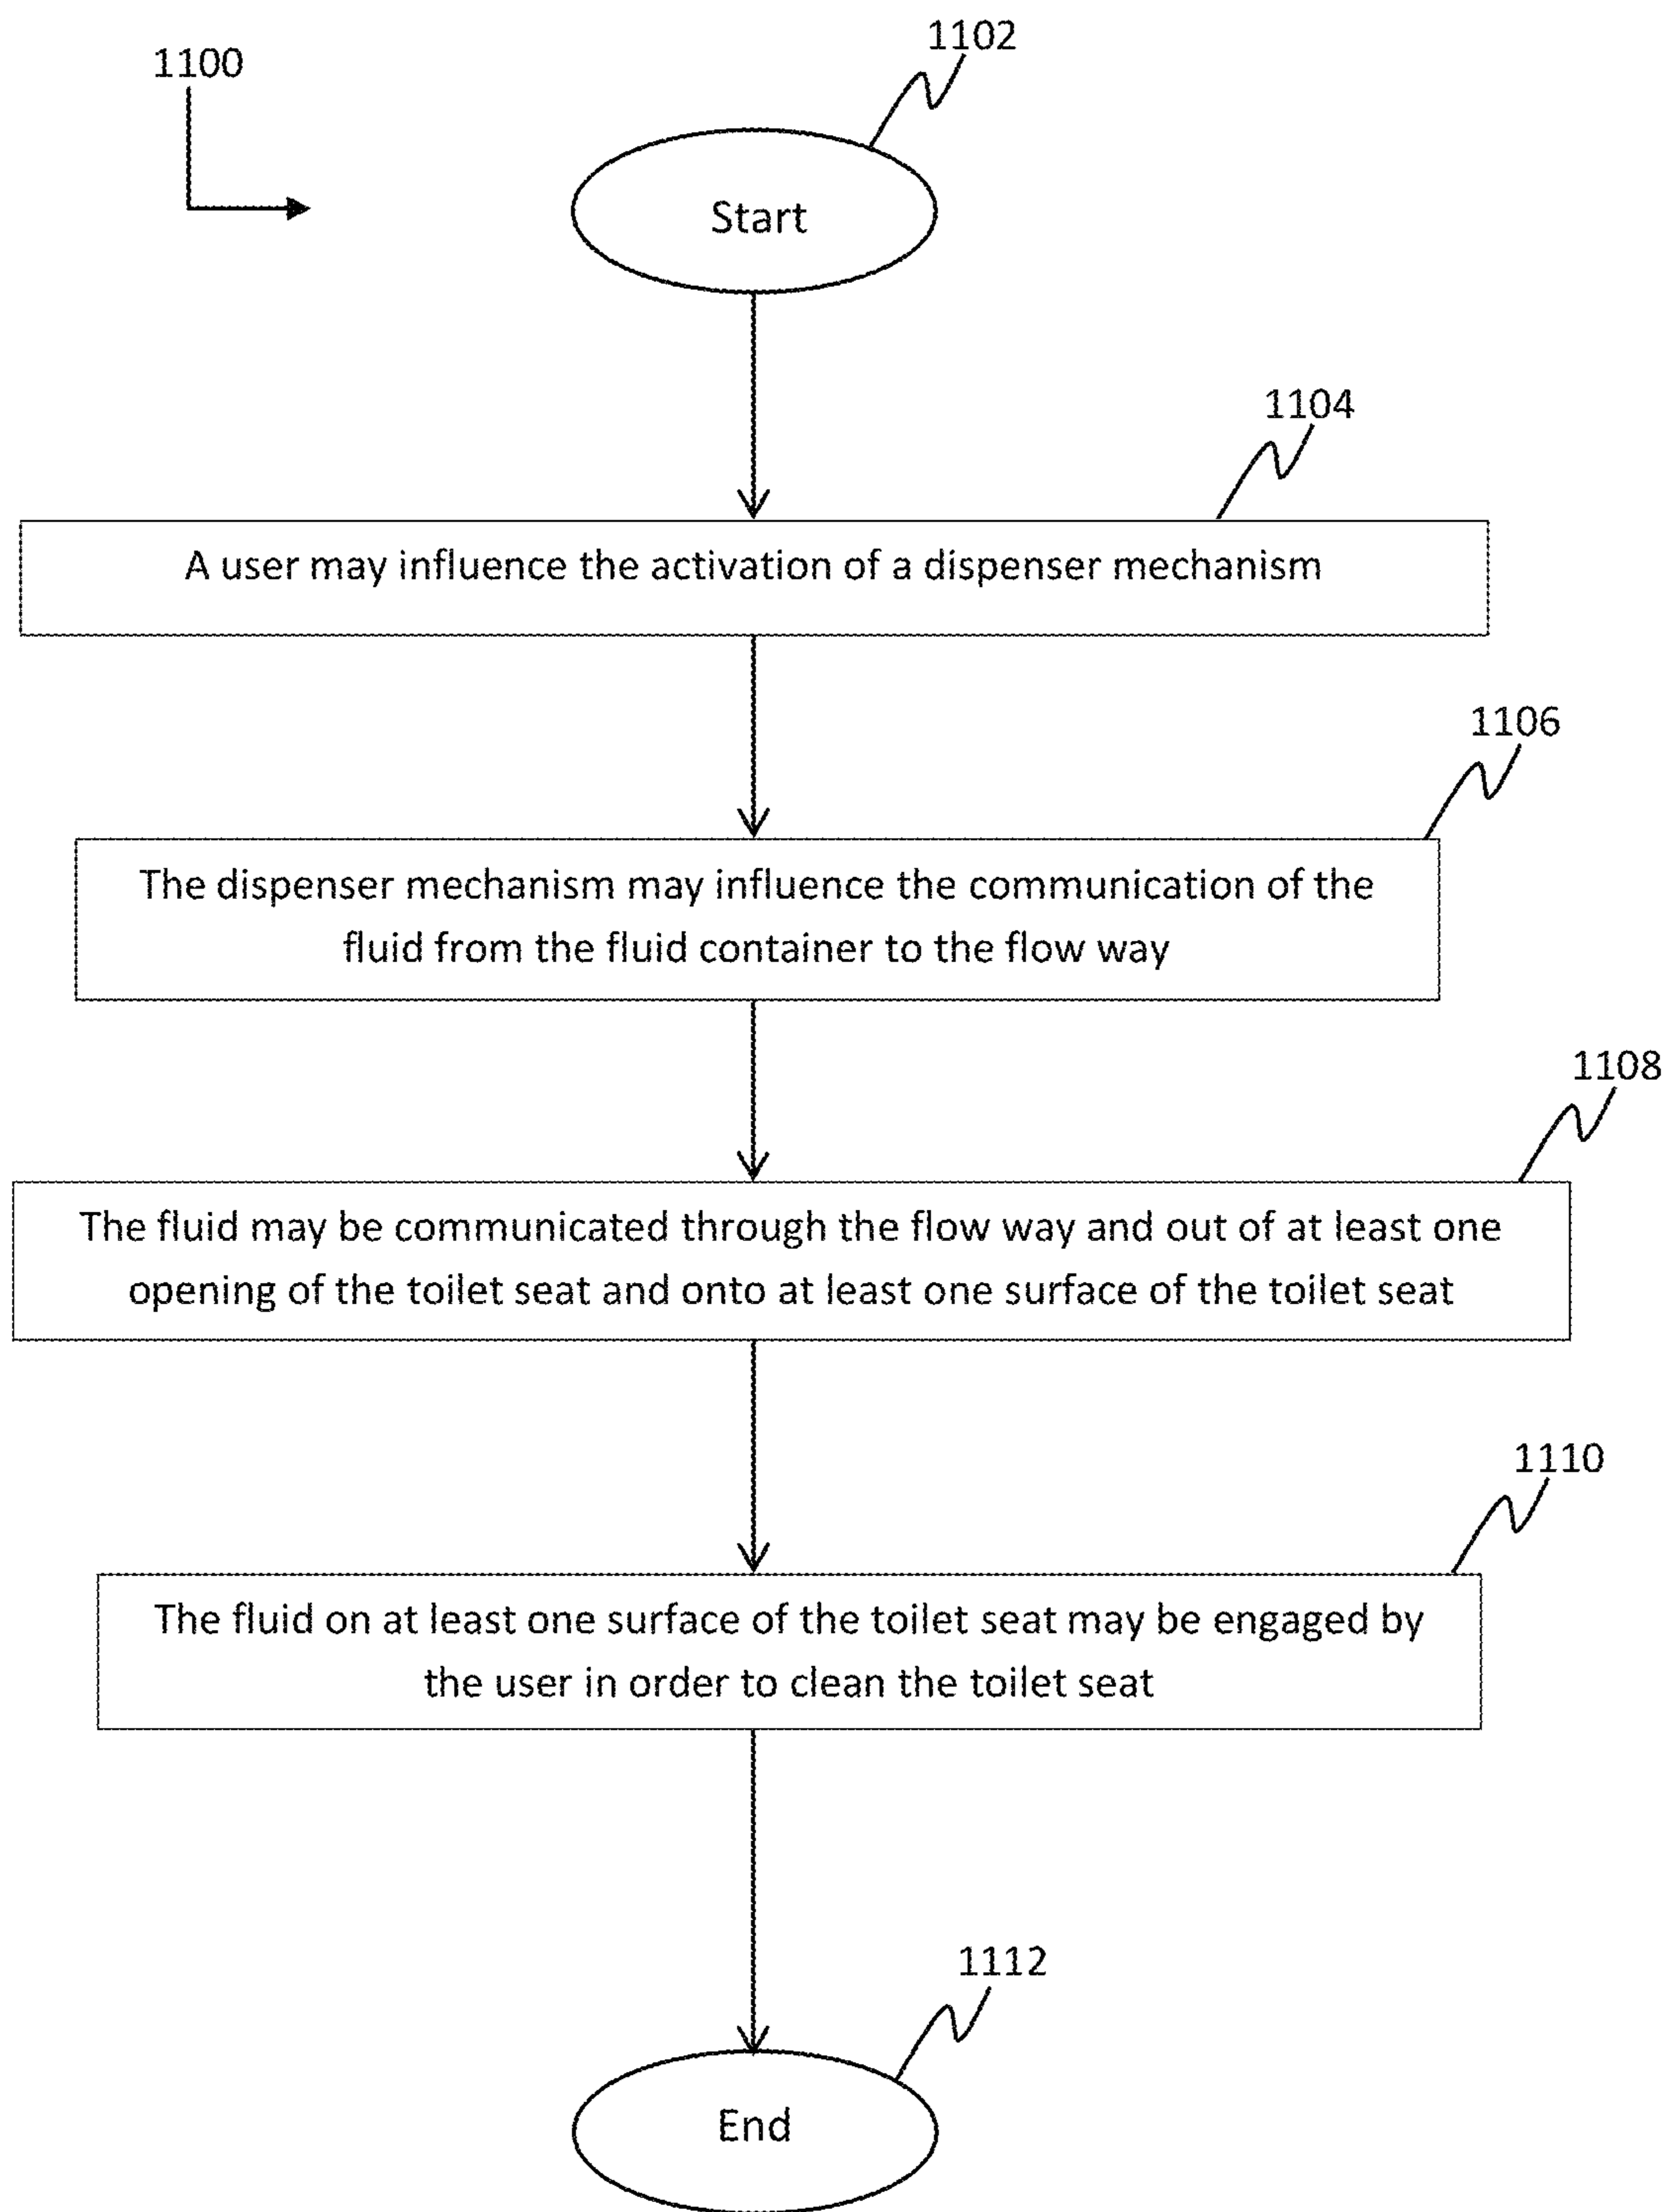 1102
1100
Start
1104
A user may influence the activation of a dispenser mechanism
1106
The dispenser mechanism may influence the communication of the
fluid from the fluid container to the flow way
1108
The fluid may be communicated through the flow way and out of at least one
opening of the toilet seat and onto at least one surface of the toilet seat
1110
The fluid on at least one surface of the toilet seat may be engaged by
the user in order to clean the toilet seat
1112
End